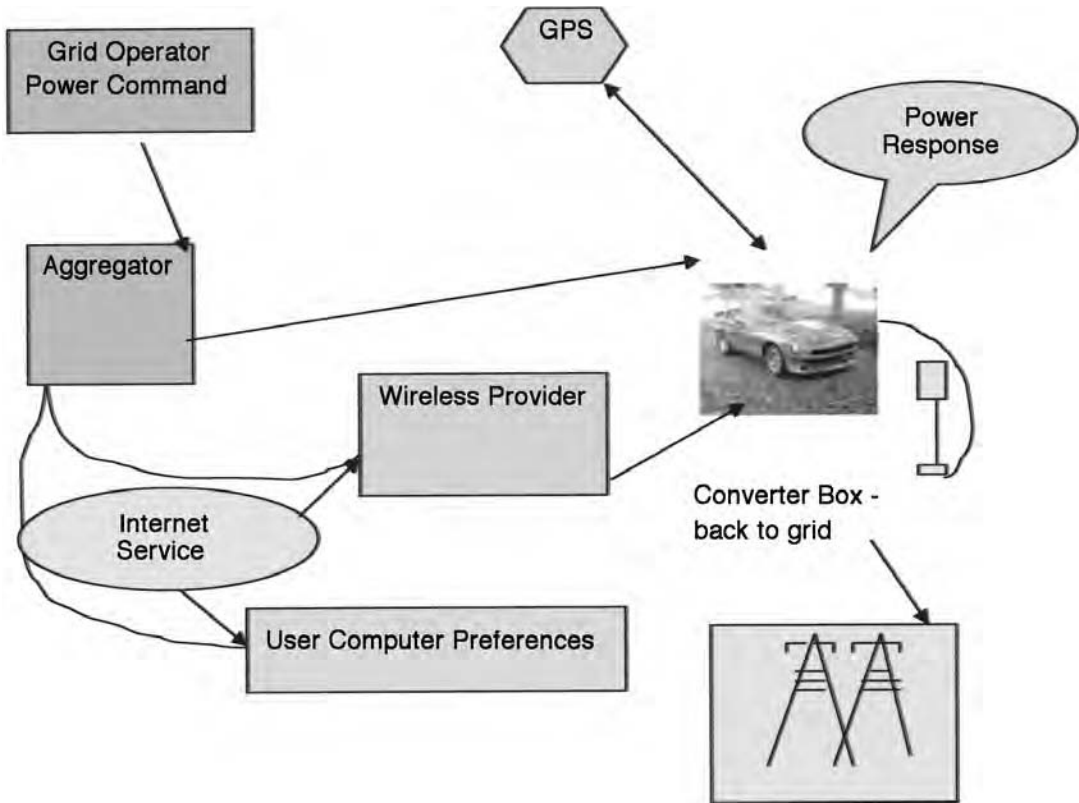 Grid Operator
Power Command
GPS
Power
Response
Aggregator
Wireless Provider
Internet
Service
Converter Box -
back to grid
User Computer Preferences